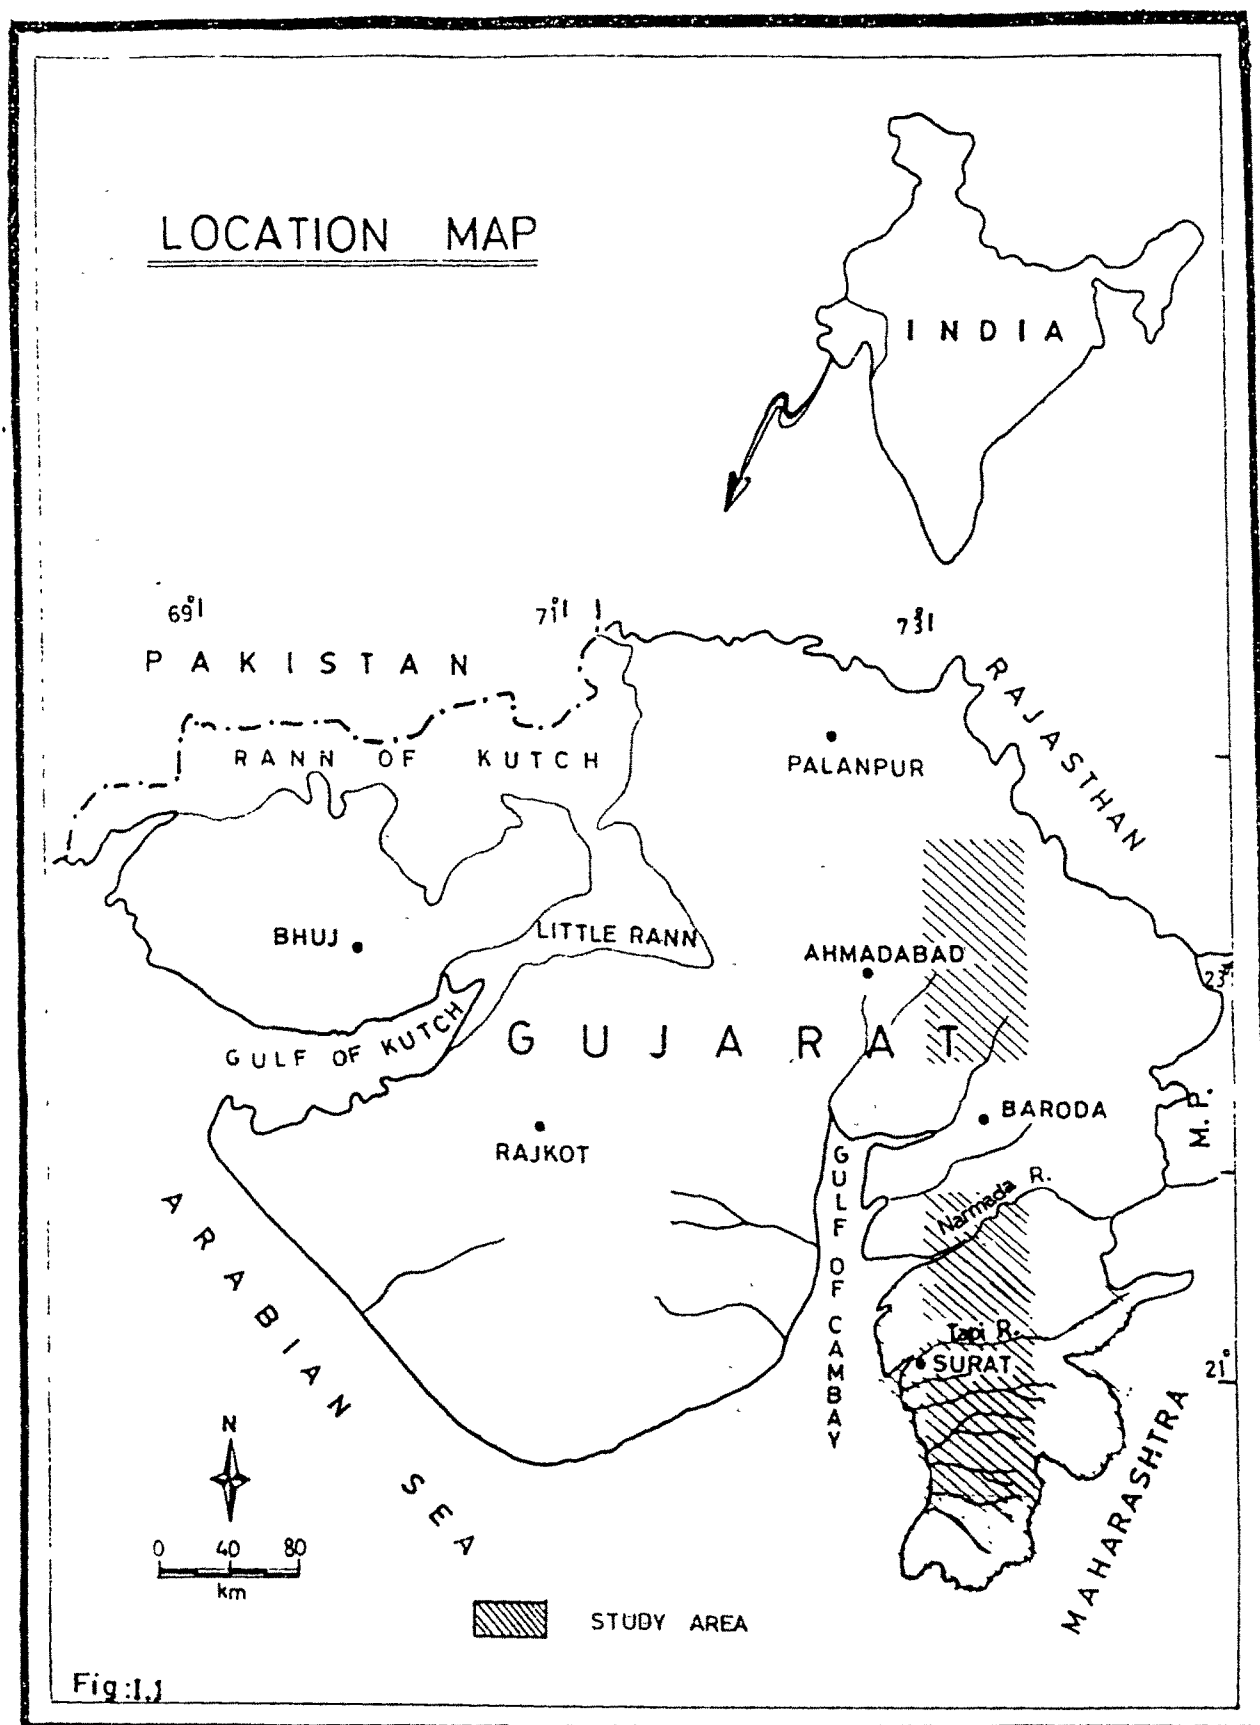 LOCATION MAP
INDIA
69°
71°
73°
PAKISTAN
RAJASTHAN
RANN OF KUTCH
PALANPUR
BHUJ
LITTLE RANN
AHMADABAD
23°
GULF OF KUTCH
GUJARAT
BARODA
M.P.
RAJKOT
GULF OF CAMBAY
Narmada R.
ARABIAN SEA
Tapi R.
SURAT
21°
MAHARASHTRA
N
0 40 80
km
STUDY AREA
Fig:I.1